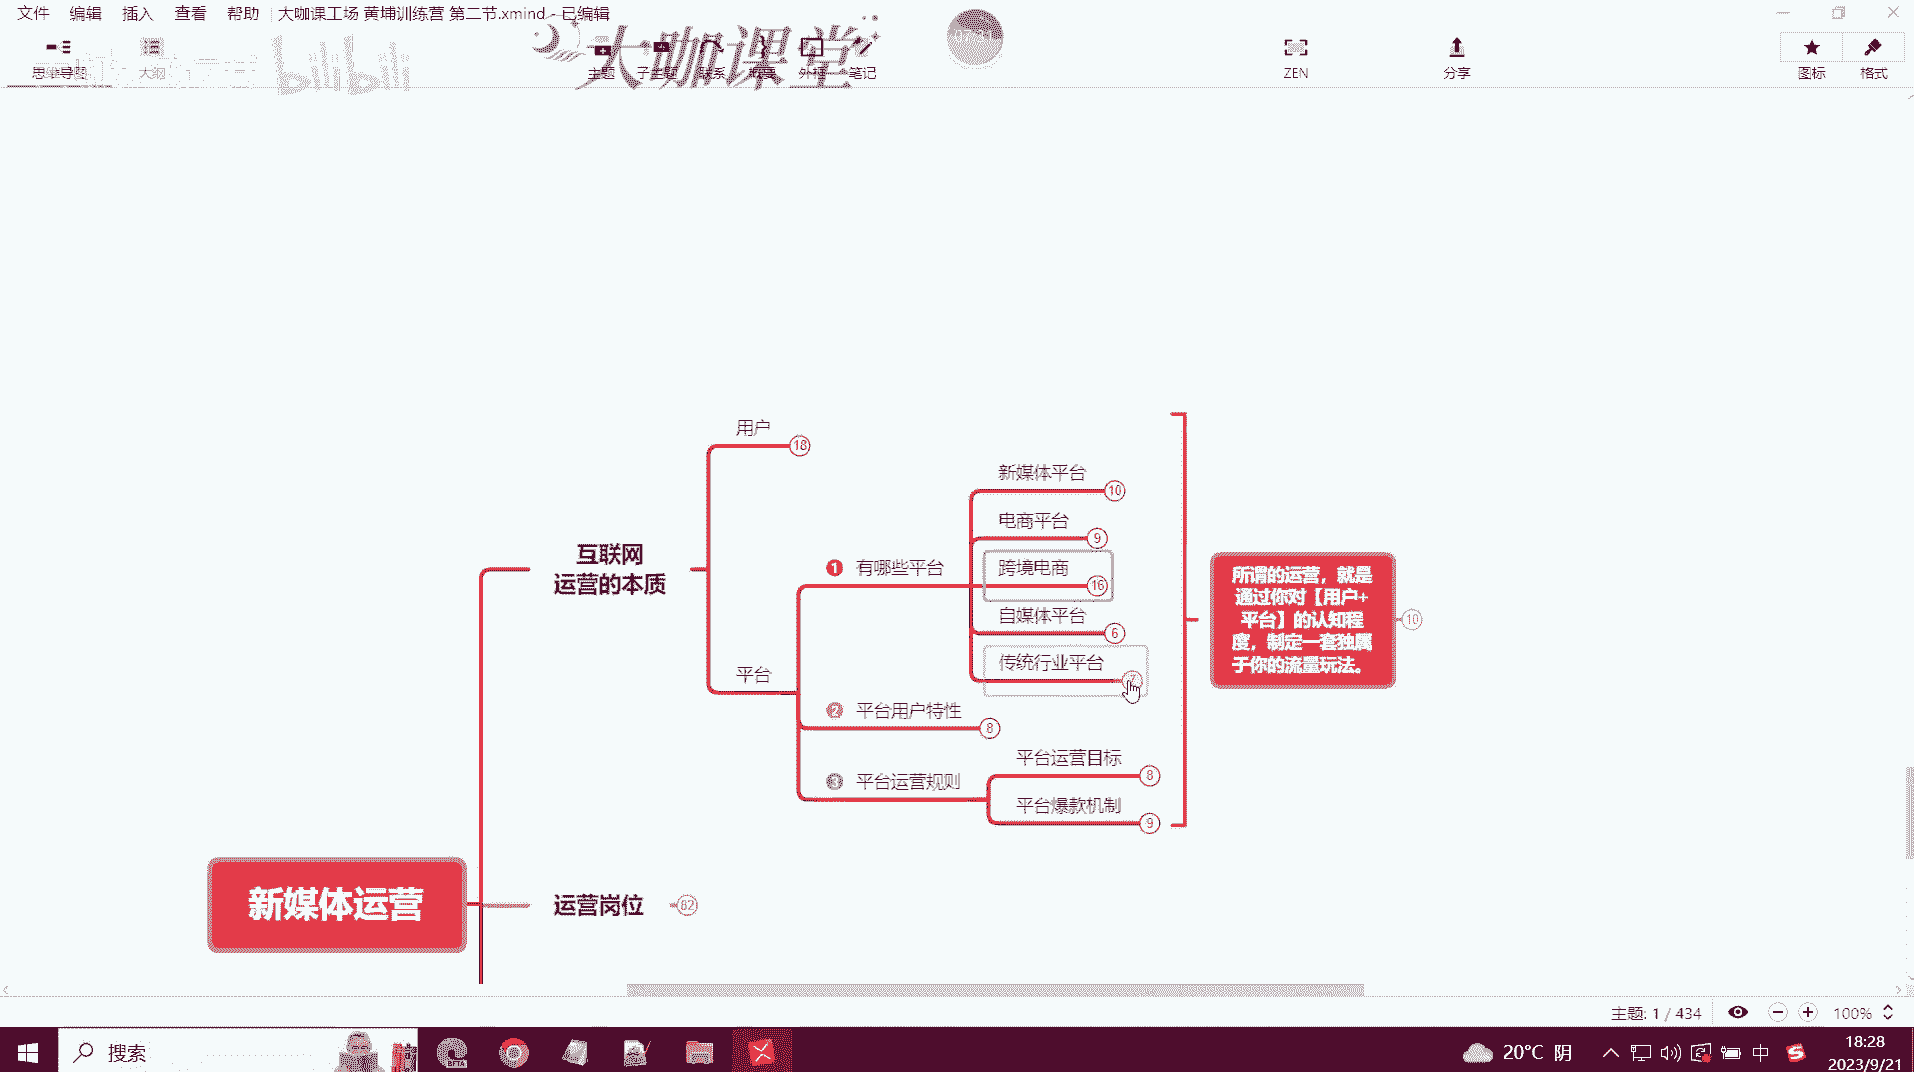 文件 编辑 插入 查看 帮助 大咖课工场 黄埔训练营 第二节.xmind - 已编辑
思维导图 大纲 主题 子主题 联系 概要 外框 笔记 ZEN 分享 图标 格式
bilibili
大咖课堂
用户
18
新媒体平台
10
电商平台
9
互联网
运营的本质
1 有哪些平台
跨境电商
16
所谓的运营，就是
通过你对【用户+
平台】的认知程
度，制定一套独属
于你的流量玩法。
10
自媒体平台
6
平台
传统行业平台
7
2 平台用户特性
8
平台运营目标
8
3 平台运营规则
平台爆款机制
9
新媒体运营
运营岗位
82
主题: 1 / 434
100%
搜索
BETA
20°C 阴
中
18:28
2023/9/21